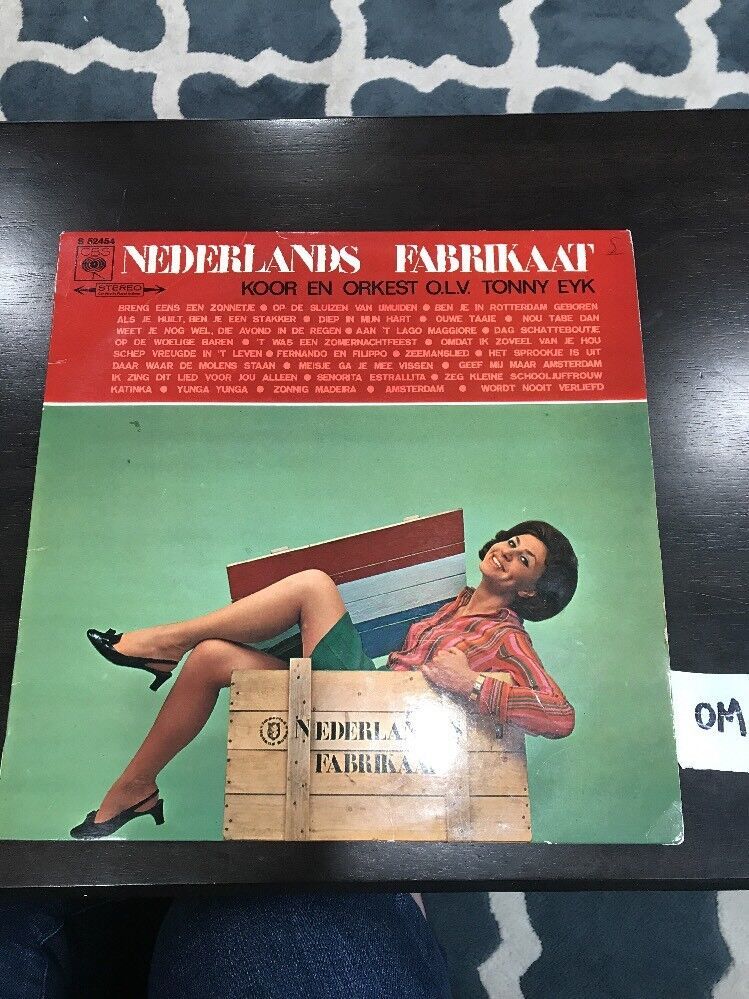 S 62454
CBS
STEREO
NEDERLANDS FABRIKAAT
KOOR EN ORKEST O.L.V. TONNY EYK
BRENG EENS EEN ZONNETJE ● OP DE SLUIZEN VAN IJMUIDEN ● BEN JE IN ROTTERDAM GEBOREN
ALS JE HUILT, BEN JE EEN STAKKER ● DIEP IN MIJN HART ● OUWE TAAIE ● NOU TABE DAN
WEET JE NOG WEL, DIE AVOND IN DE REGEN ● AAN 'T LAGO MAGGIORE ● DAG SCHATTEBOUTJE
OP DE WOELIGE BAREN ● 'T WAS EEN ZOMERNACHTFEEST ● OMDAT IK ZOVEEL VAN JE HOU
SCHEP VREUGDE IN 'T LEVEN ● FERNANDO EN FILIPPO ● ZEEMANSLIED ● HET SPROOKJE IS UIT
DAAR WAAR DE MOLENS STAAN ● MEISJE GA JE MEE VISSEN ● GEEF MIJ MAAR AMSTERDAM
IK ZING DIT LIED VOOR JOU ALLEEN ● SENORITA ESTRALLITA ● ZEG KLEINE SCHOOLJUFFROUW
KATINKA ● YUNGA YUNGA ● ZONNIG MADEIRA ● AMSTERDAM ● WORDT NOOIT VERLIEFD
NEDERLA S
FABRIKAA
OM